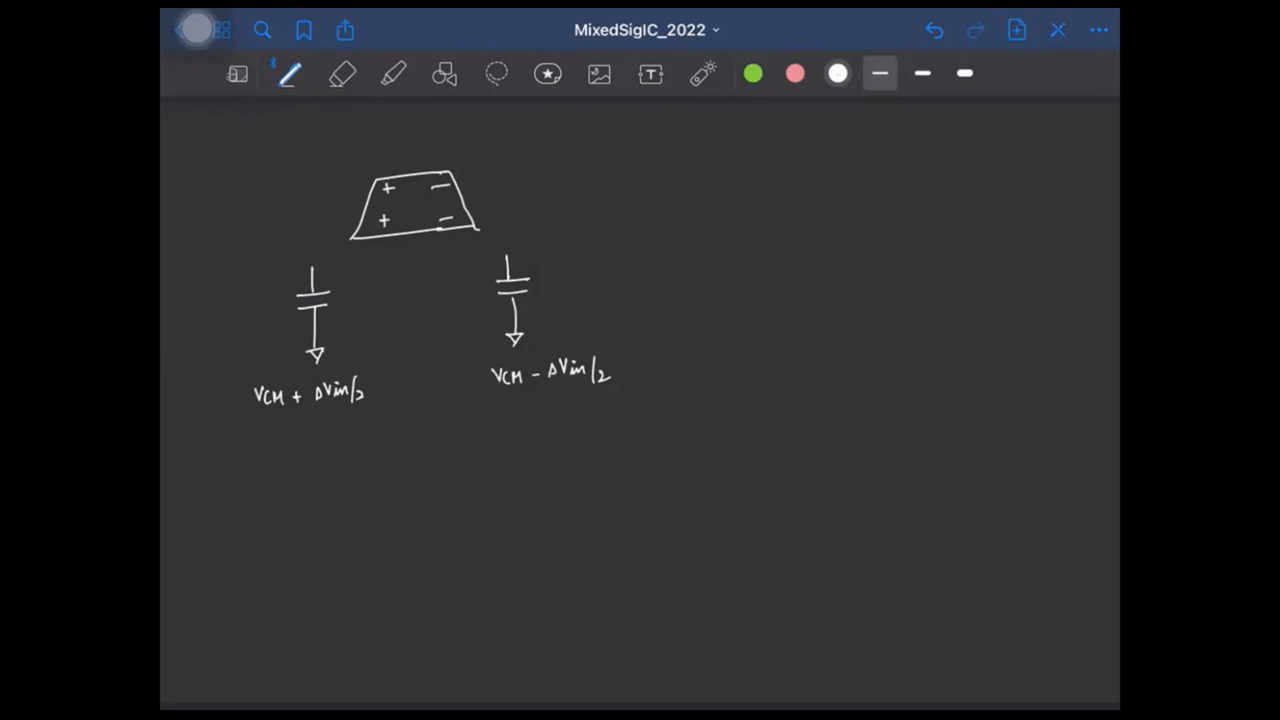 MixedSigIC_2022
T
+ −
+ −
VCM + ΔVin/2
VCM − ΔVin/2